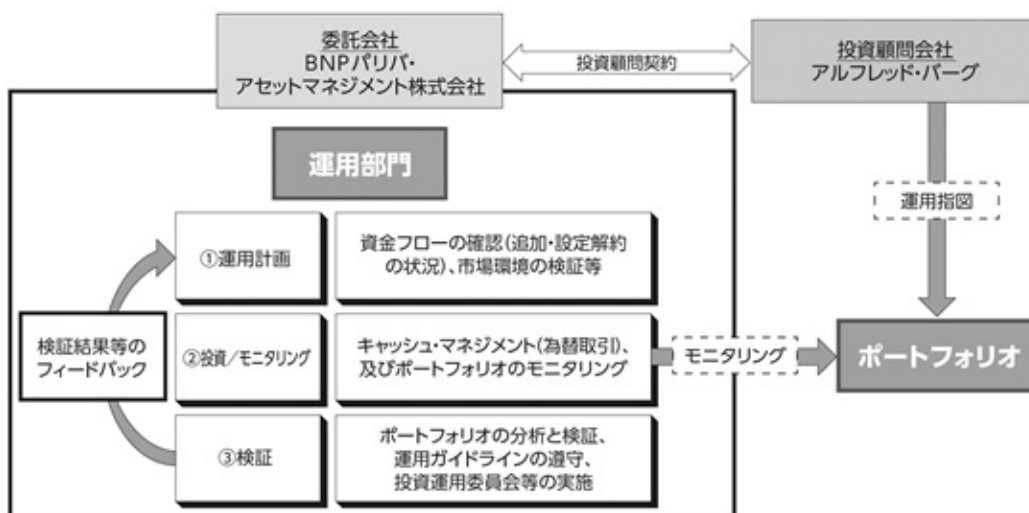 委託会社
BNPパリバ・
アセットマネジメント株式会社
投資顧問契約
投資顧問会社
アルフレッド・バーグ
運用部門
運用指図
①運用計画
資金フローの確認(追加・設定解約
の状況)、市場環境の検証等
検証結果等の
フィードバック
②投資/モニタリング
キャッシュ・マネジメント(為替取引)、
及びポートフォリオのモニタリング
モニタリング
ポートフォリオ
③検証
ポートフォリオの分析と検証、
運用ガイドラインの遵守、
投資運用委員会等の実施